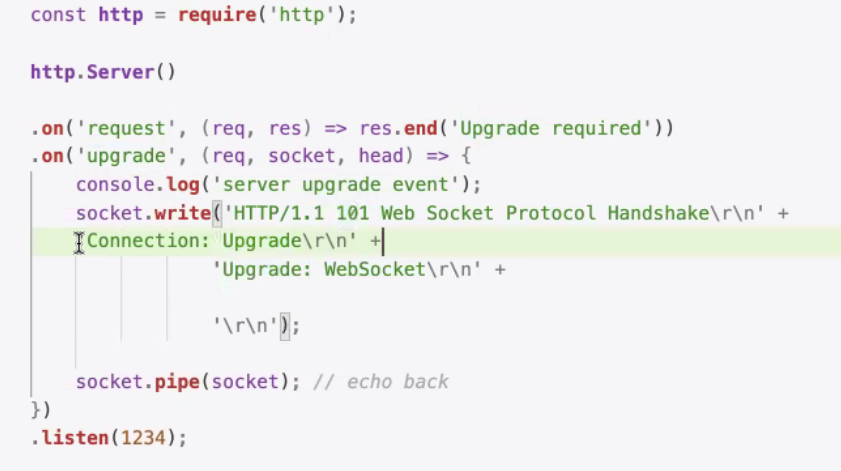 const http = require('http');
http.Server()
.on('request', (req, res) => res.end('Upgrade required'))
.on('upgrade', (req, socket, head) => {
console.log('server upgrade event');
socket.write('HTTP/1.1 101 Web Socket Protocol Handshake\r\n' +
'Connection: Upgrade\r\n' +
'Upgrade: WebSocket\r\n' +
'\r\n');
socket.pipe(socket); // echo back
})
.listen(1234);